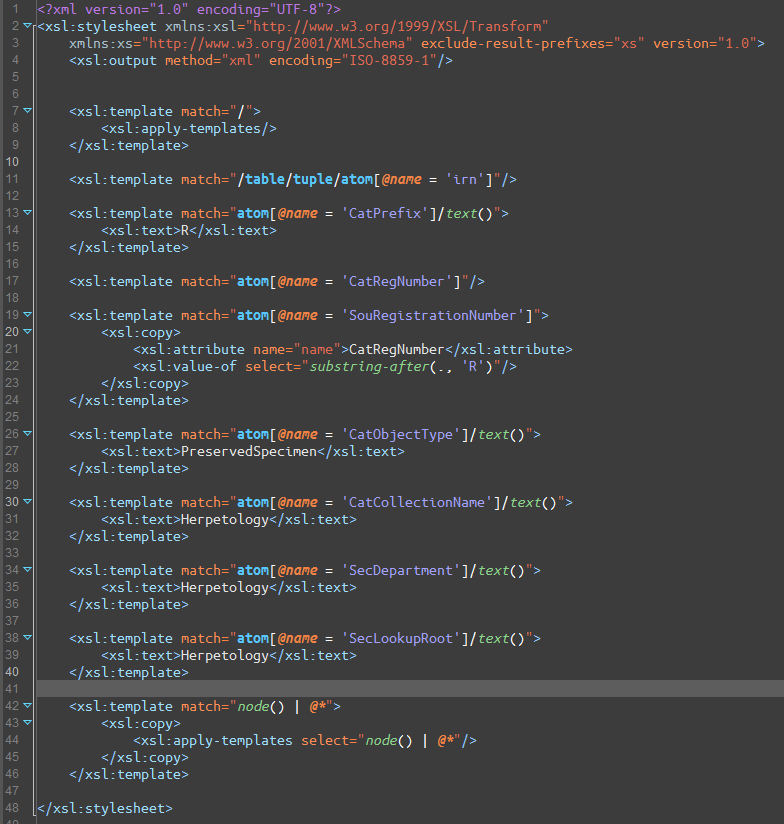 1 <?xml version="1.0" encoding="UTF-8"?>
2 <xsl:stylesheet xmlns:xsl="http://www.w3.org/1999/XSL/Transform"
3     xmlns:xs="http://www.w3.org/2001/XMLSchema" exclude-result-prefixes="xs" version="1.0">
4     <xsl:output method="xml" encoding="ISO-8859-1"/>
5
6
7     <xsl:template match="/">
8         <xsl:apply-templates/>
9     </xsl:template>
10
11     <xsl:template match="/table/tuple/atom[@name = 'irn']"/>
12
13     <xsl:template match="atom[@name = 'CatPrefix']/text()">
14         <xsl:text>R</xsl:text>
15     </xsl:template>
16
17     <xsl:template match="atom[@name = 'CatRegNumber']"/>
18
19     <xsl:template match="atom[@name = 'SouRegistrationNumber']">
20         <xsl:copy>
21             <xsl:attribute name="name">CatRegNumber</xsl:attribute>
22             <xsl:value-of select="substring-after(., 'R')"/>
23         </xsl:copy>
24     </xsl:template>
25
26     <xsl:template match="atom[@name = 'CatObjectType']/text()">
27         <xsl:text>PreservedSpecimen</xsl:text>
28     </xsl:template>
29
30     <xsl:template match="atom[@name = 'CatCollectionName']/text()">
31         <xsl:text>Herpetology</xsl:text>
32     </xsl:template>
33
34     <xsl:template match="atom[@name = 'SecDepartment']/text()">
35         <xsl:text>Herpetology</xsl:text>
36     </xsl:template>
37
38     <xsl:template match="atom[@name = 'SecLookupRoot']/text()">
39         <xsl:text>Herpetology</xsl:text>
40     </xsl:template>
41
42     <xsl:template match="node() | @*">
43         <xsl:copy>
44             <xsl:apply-templates select="node() | @*"/>
45         </xsl:copy>
46     </xsl:template>
47
48 </xsl:stylesheet>